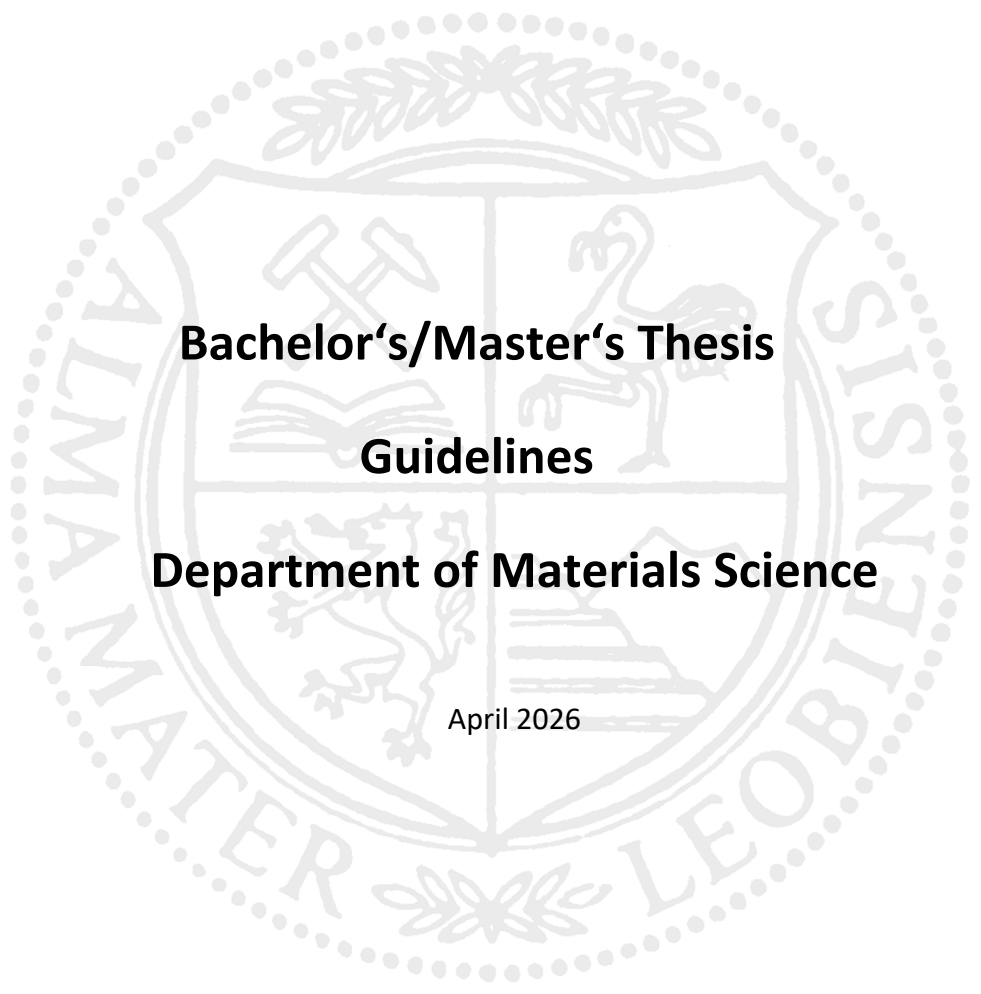 Bachelor‘s/Master‘s Thesis
Guidelines
Department of Materials Science
April 2026
ALMA MATER LEOBIENSIS